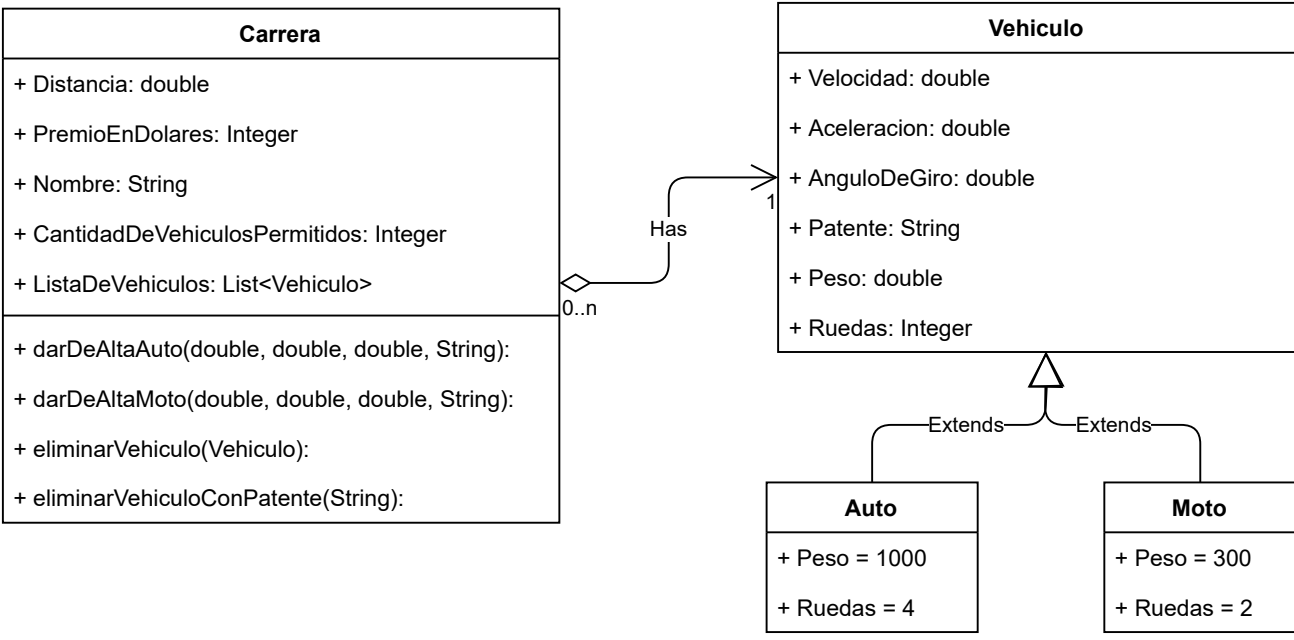 Carrera
+ Distancia: double
+ PremioEnDolares: Integer
+ Nombre: String
+ CantidadDeVehiculosPermitidos: Integer
+ ListaDeVehiculos: List<Vehiculo>
+ darDeAltaAuto(double, double, double, String):
+ darDeAltaMoto(double, double, double, String):
+ eliminarVehiculo(Vehiculo):
+ eliminarVehiculoConPatente(String):
0..n
Has
1
Vehiculo
+ Velocidad: double
+ Aceleracion: double
+ AnguloDeGiro: double
+ Patente: String
+ Peso: double
+ Ruedas: Integer
Extends
Extends
Auto
+ Peso = 1000
+ Ruedas = 4
Moto
+ Peso = 300
+ Ruedas = 2